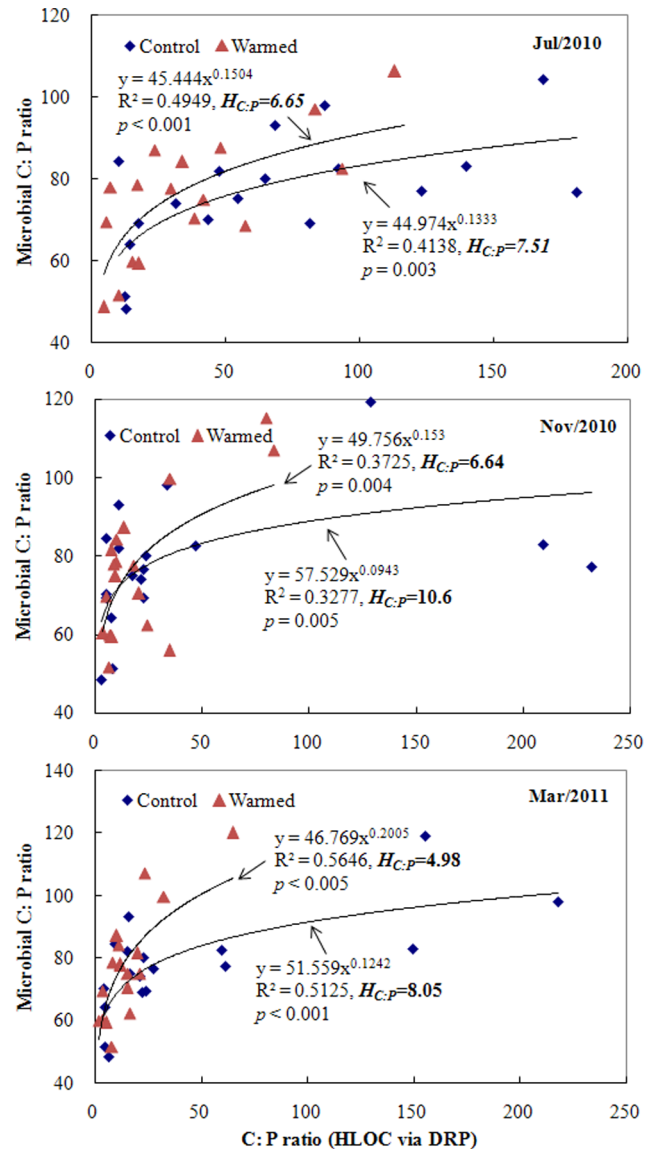 120
100
80
60
40
Microbial C: P ratio
Control Warmed
Jul/2010
y = 45.444x^0.1504
R² = 0.4949, H_C:P=6.65
p < 0.001
y = 44.974x^0.1333
R² = 0.4138, H_C:P=7.51
p = 0.003
0 50 100 150 200
120
100
80
60
40
Microbial C: P ratio
Control Warmed
Nov/2010
y = 49.756x^0.153
R² = 0.3725, H_C:P=6.64
p = 0.004
y = 57.529x^0.0943
R² = 0.3277, H_C:P=10.6
p = 0.005
0 50 100 150 200 250
140
120
100
80
60
40
Microbial C: P ratio
Control Warmed
Mar/2011
y = 46.769x^0.2005
R² = 0.5646, H_C:P=4.98
p < 0.005
y = 51.559x^0.1242
R² = 0.5125, H_C:P=8.05
p < 0.001
0 50 100 150 200 250
C: P ratio (HLOC via DRP)